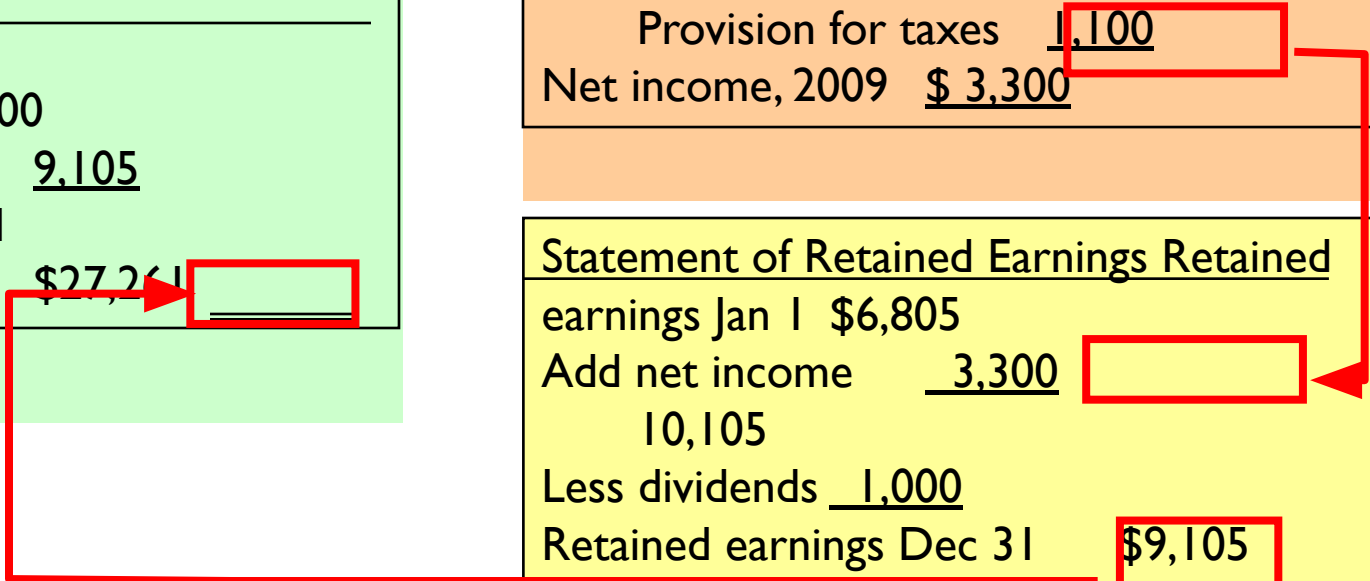 00
9,105
$27,261
Provision for taxes 1,100
Net income, 2009 $ 3,300
Statement of Retained Earnings Retained
earnings Jan 1 $6,805
Add net income 3,300
10,105
Less dividends 1,000
Retained earnings Dec 31 $9,105